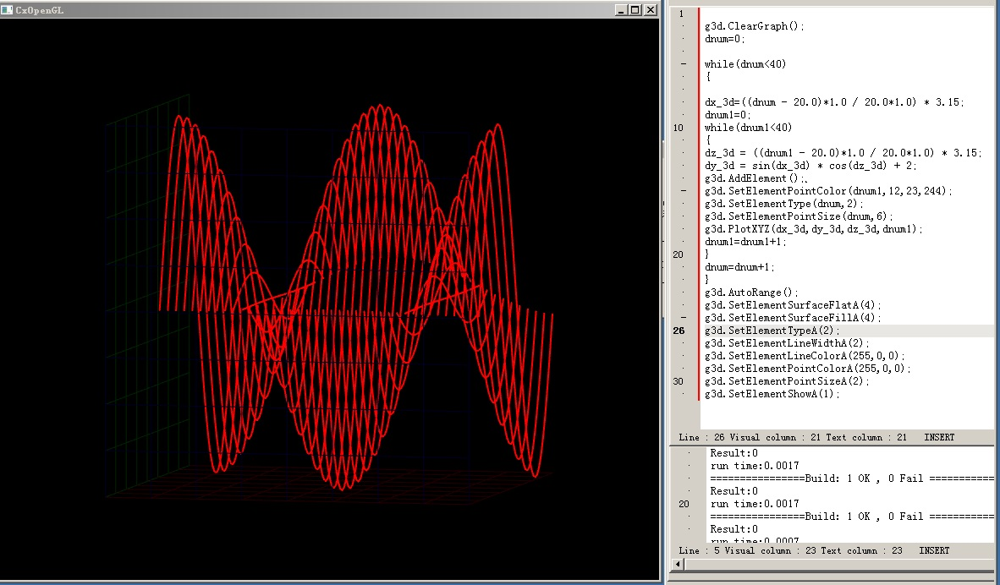 CxOpenGL
1
g3d.ClearGraph();
dnum=0;
while(dnum<40)
{
dx_3d=((dnum - 20.0)*1.0 / 20.0*1.0) * 3.15;
dnum1=0;
10 while(dnum1<40)
{
dz_3d = ((dnum1 - 20.0)*1.0 / 20.0*1.0) * 3.15;
dy_3d = sin(dx_3d) * cos(dz_3d) + 2;
g3d.AddElement();.
g3d.SetElementPointColor(dnum1,12,23,244);
g3d.SetElementType(dnum,2);
g3d.SetElementPointSize(dnum,6);
g3d.PlotXYZ(dx_3d,dy_3d,dz_3d,dnum1);
dnum1=dnum1+1;
20 }
dnum=dnum+1;
}
g3d.AutoRange();
g3d.SetElementSurfaceFlatA(4);
g3d.SetElementSurfaceFillA(4);
26 g3d.SetElementTypeA(2);
g3d.SetElementLineWidthA(2);
g3d.SetElementLineColorA(255,0,0);
g3d.SetElementPointColorA(255,0,0);
30 g3d.SetElementPointSizeA(2);
g3d.SetElementShowA(1);
Line : 26 Visual column : 21 Text column : 21 INSERT
Result:0
run time:0.0017
================Build: 1 OK , 0 Fail ===========
Result:0
20 run time:0.0017
================Build: 1 OK , 0 Fail ===========
Result:0
run time:0.0007
Line : 5 Visual column : 23 Text column : 23 INSERT